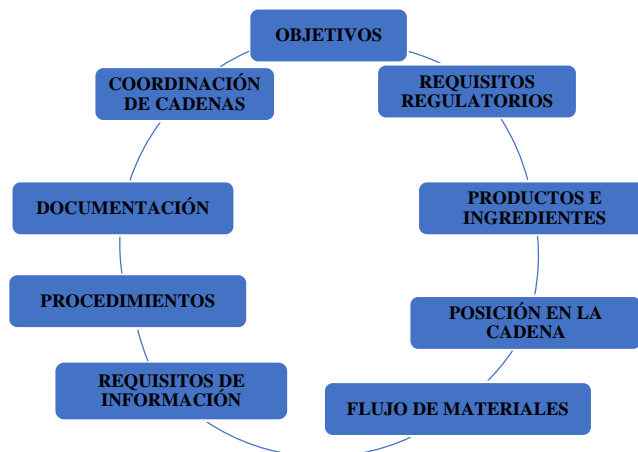 OBJETIVOS
REQUISITOS
REGULATORIOS
PRODUCTOS E
INGREDIENTES
POSICIÓN EN LA
CADENA
FLUJO DE MATERIALES
REQUISITOS DE
INFORMACIÓN
PROCEDIMIENTOS
DOCUMENTACIÓN
COORDINACIÓN
DE CADENAS